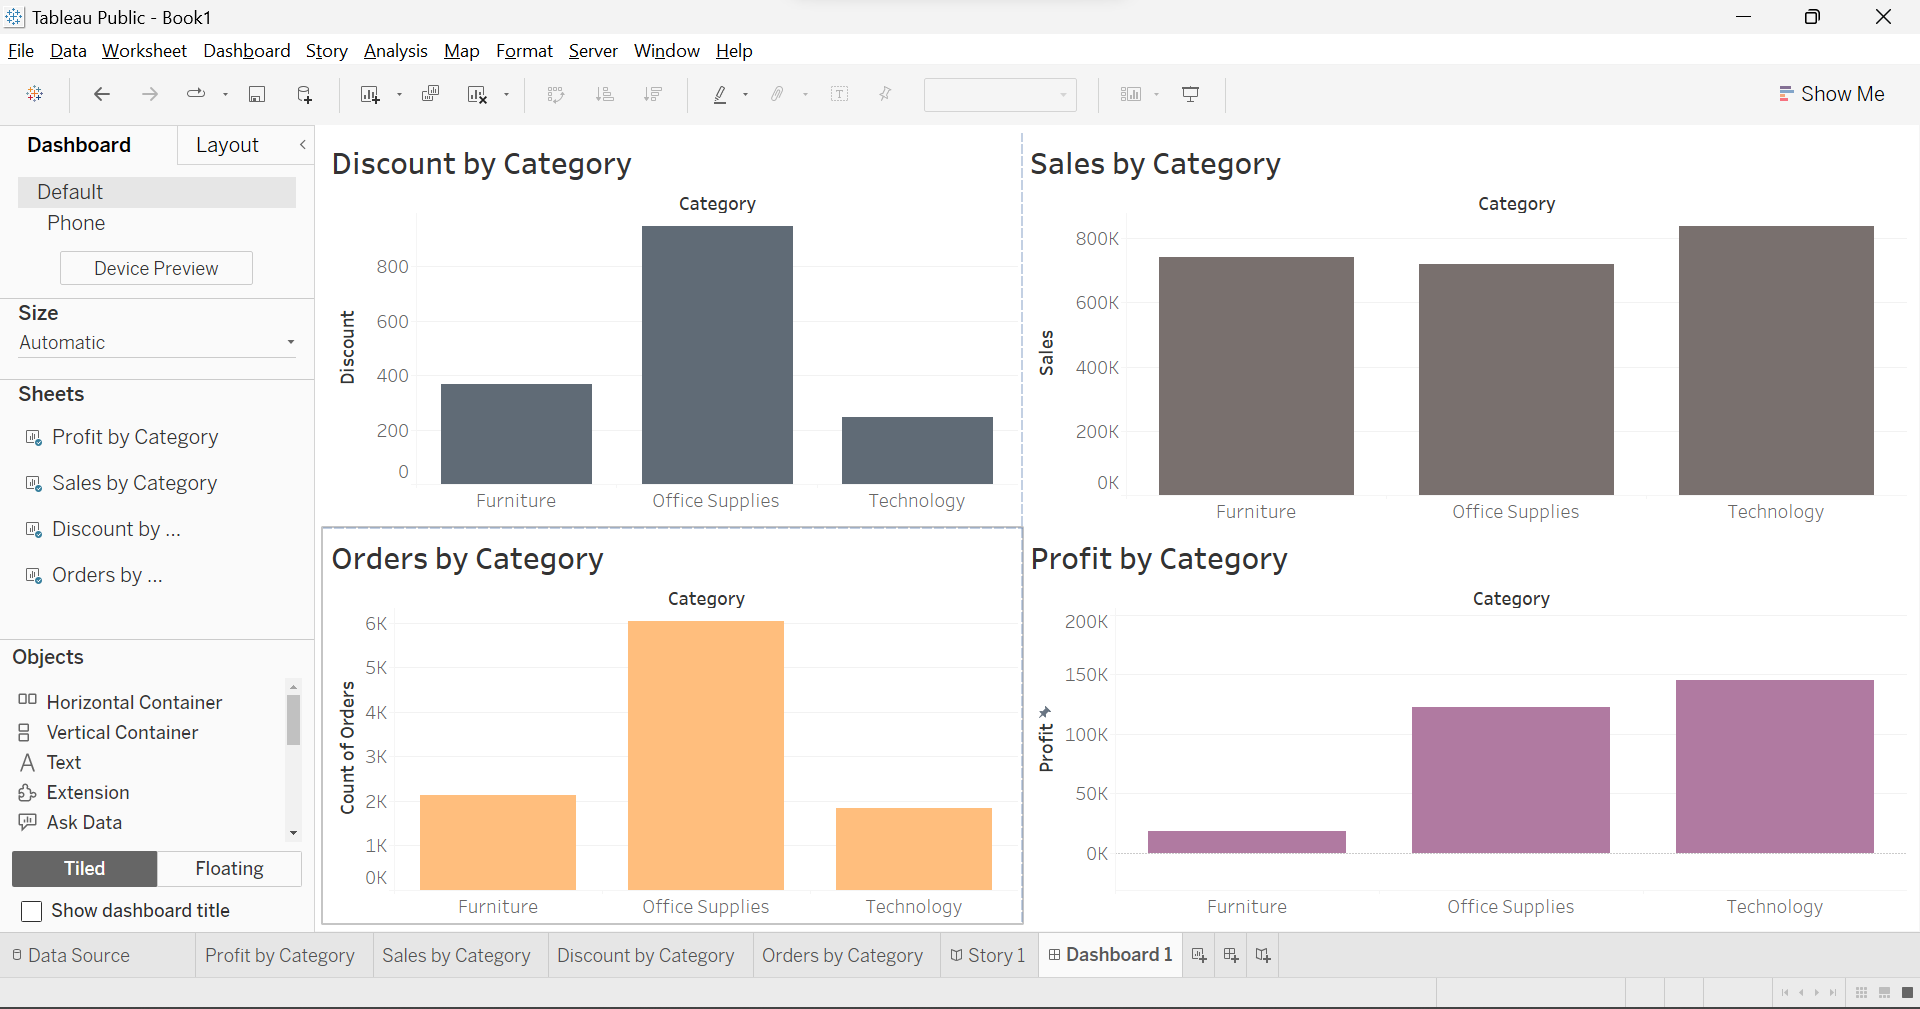 Tableau Public - Book1
File Data Worksheet Dashboard Story Analysis Map Format Server Window Help
Show Me
Dashboard
Layout
Default
Phone
Device Preview
Size
Automatic
Sheets
Profit by Category
Sales by Category
Discount by ...
Orders by ...
Objects
Horizontal Container
Vertical Container
Text
Extension
Ask Data
Tiled
Floating
Show dashboard title
Discount by Category
Category
Discount
800
600
400
200
0
Furniture
Office Supplies
Technology
Sales by Category
Category
Sales
800K
600K
400K
200K
0K
Furniture
Office Supplies
Technology
Orders by Category
Category
Count of Orders
6K
5K
4K
3K
2K
1K
0K
Furniture
Office Supplies
Technology
Profit by Category
Category
Profit
200K
150K
100K
50K
0K
Furniture
Office Supplies
Technology
Data Source
Profit by Category
Sales by Category
Discount by Category
Orders by Category
Story 1
Dashboard 1